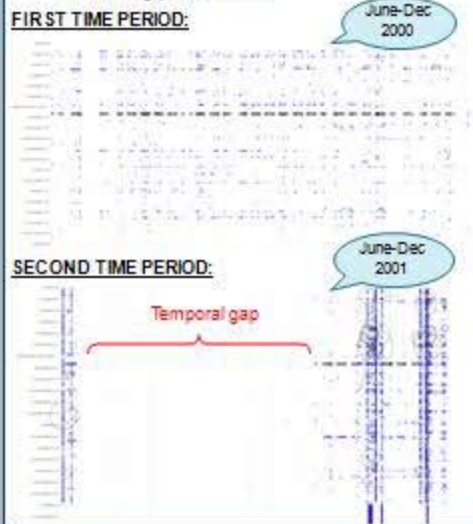 FIRST TIME PERIOD:
June-Dec
2000
SECOND TIME PERIOD:
June-Dec
2001
Temporal gap